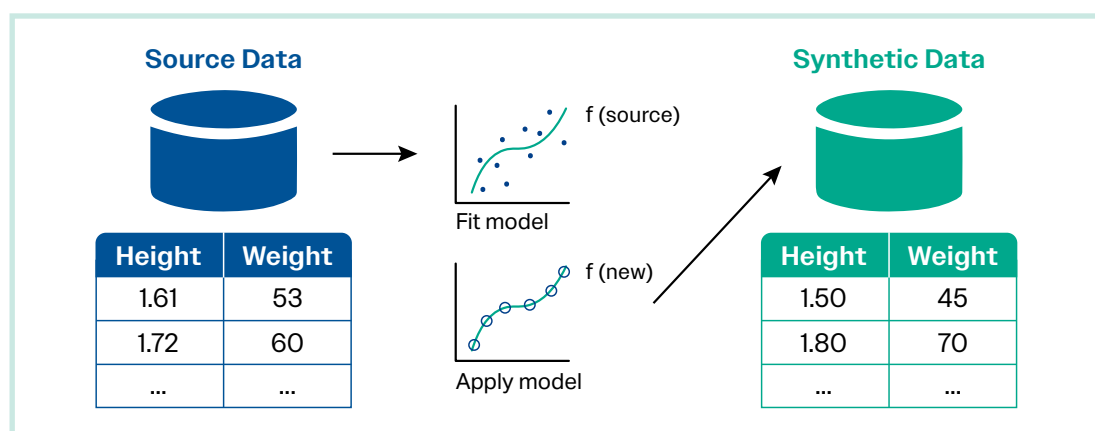 Source Data
Height Weight
1.61 53
1.72 60
... ...
f (source)
Fit model
f (new)
Apply model
Synthetic Data
Height Weight
1.50 45
1.80 70
... ...